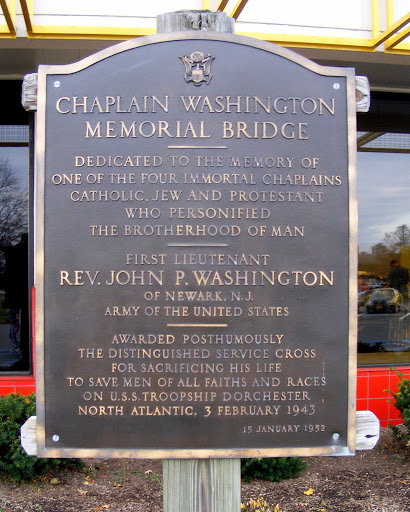 CHAPLAIN WASHINGTON
MEMORIAL BRIDGE
DEDICATED TO THE MEMORY OF
ONE OF THE FOUR IMMORTAL CHAPLAINS
CATHOLIC, JEW AND PROTESTANT
WHO PERSONIFIED
THE BROTHERHOOD OF MAN
FIRST LIEUTENANT
REV. JOHN P. WASHINGTON
OF NEWARK, N.J.
ARMY OF THE UNITED STATES
AWARDED POSTHUMOUSLY
THE DISTINGUISHED SERVICE CROSS
FOR SACRIFICING HIS LIFE
TO SAVE MEN OF ALL FAITHS AND RACES
ON U.S.S. TROOPSHIP DORCHESTER
NORTH ATLANTIC, 3 FEBRUARY 1943
15 JANUARY 1952